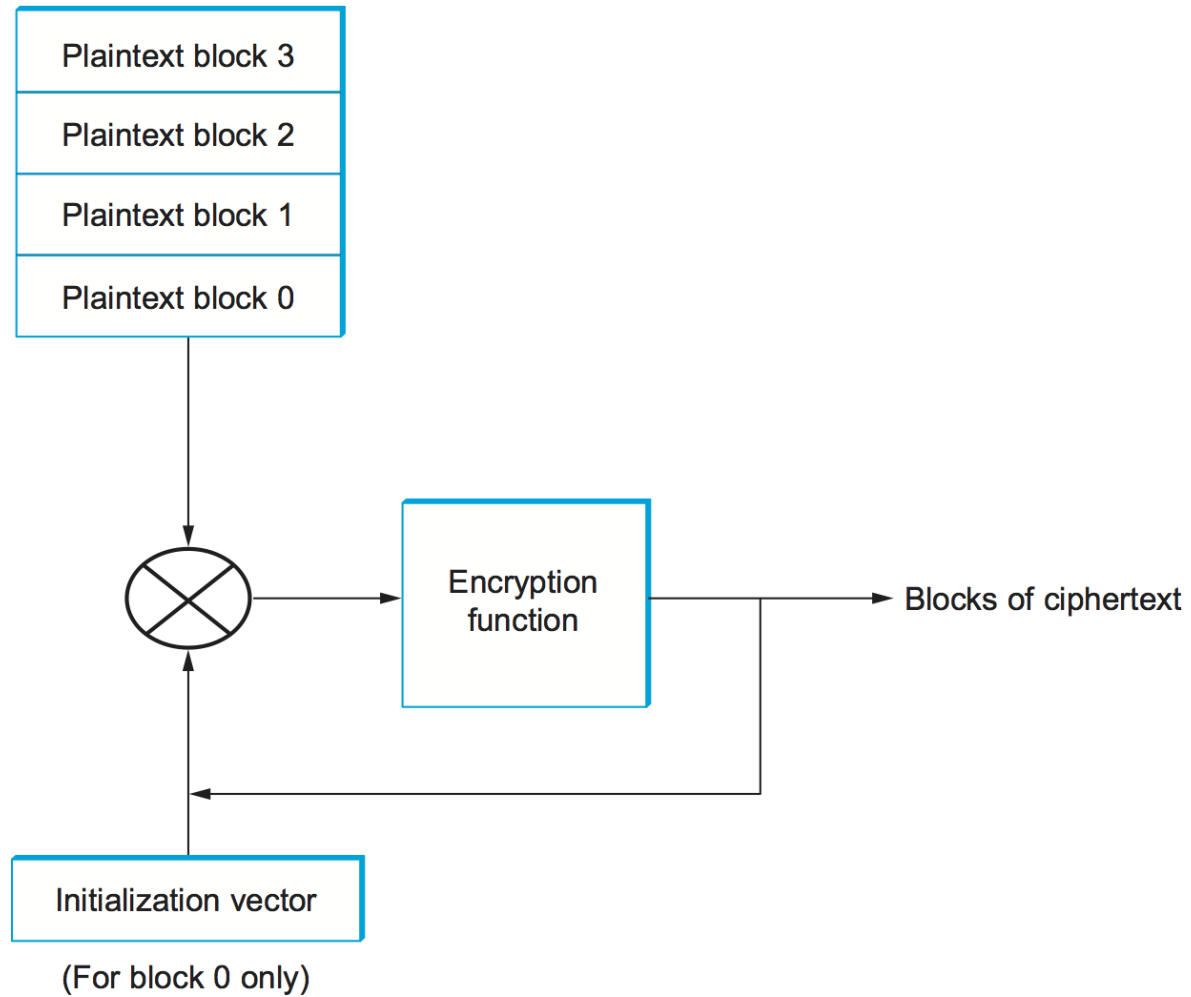 Plaintext block 3
Plaintext block 2
Plaintext block 1
Plaintext block 0
Encryption
function
Blocks of ciphertext
Initialization vector
(For block 0 only)